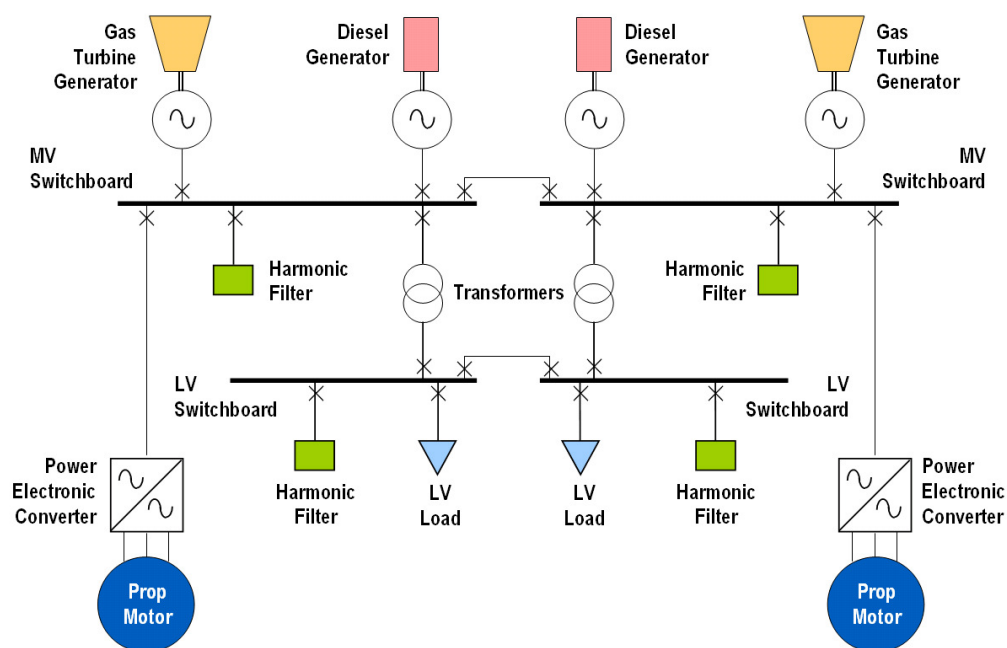 Gas
Turbine
Generator
Diesel
Generator
Diesel
Generator
Gas
Turbine
Generator
MV
Switchboard
MV
Switchboard
Harmonic
Filter
Transformers
Harmonic
Filter
LV
Switchboard
LV
Switchboard
Power
Electronic
Converter
Harmonic
Filter
LV
Load
LV
Load
Harmonic
Filter
Power
Electronic
Converter
Prop
Motor
Prop
Motor